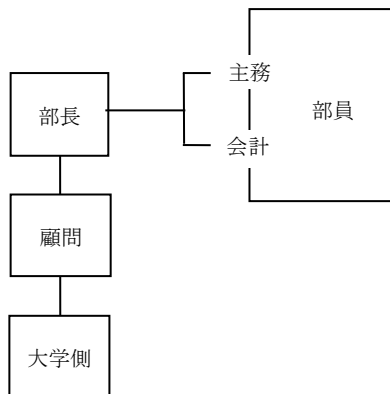 主務
部員
部長
会計
顧問
大学側